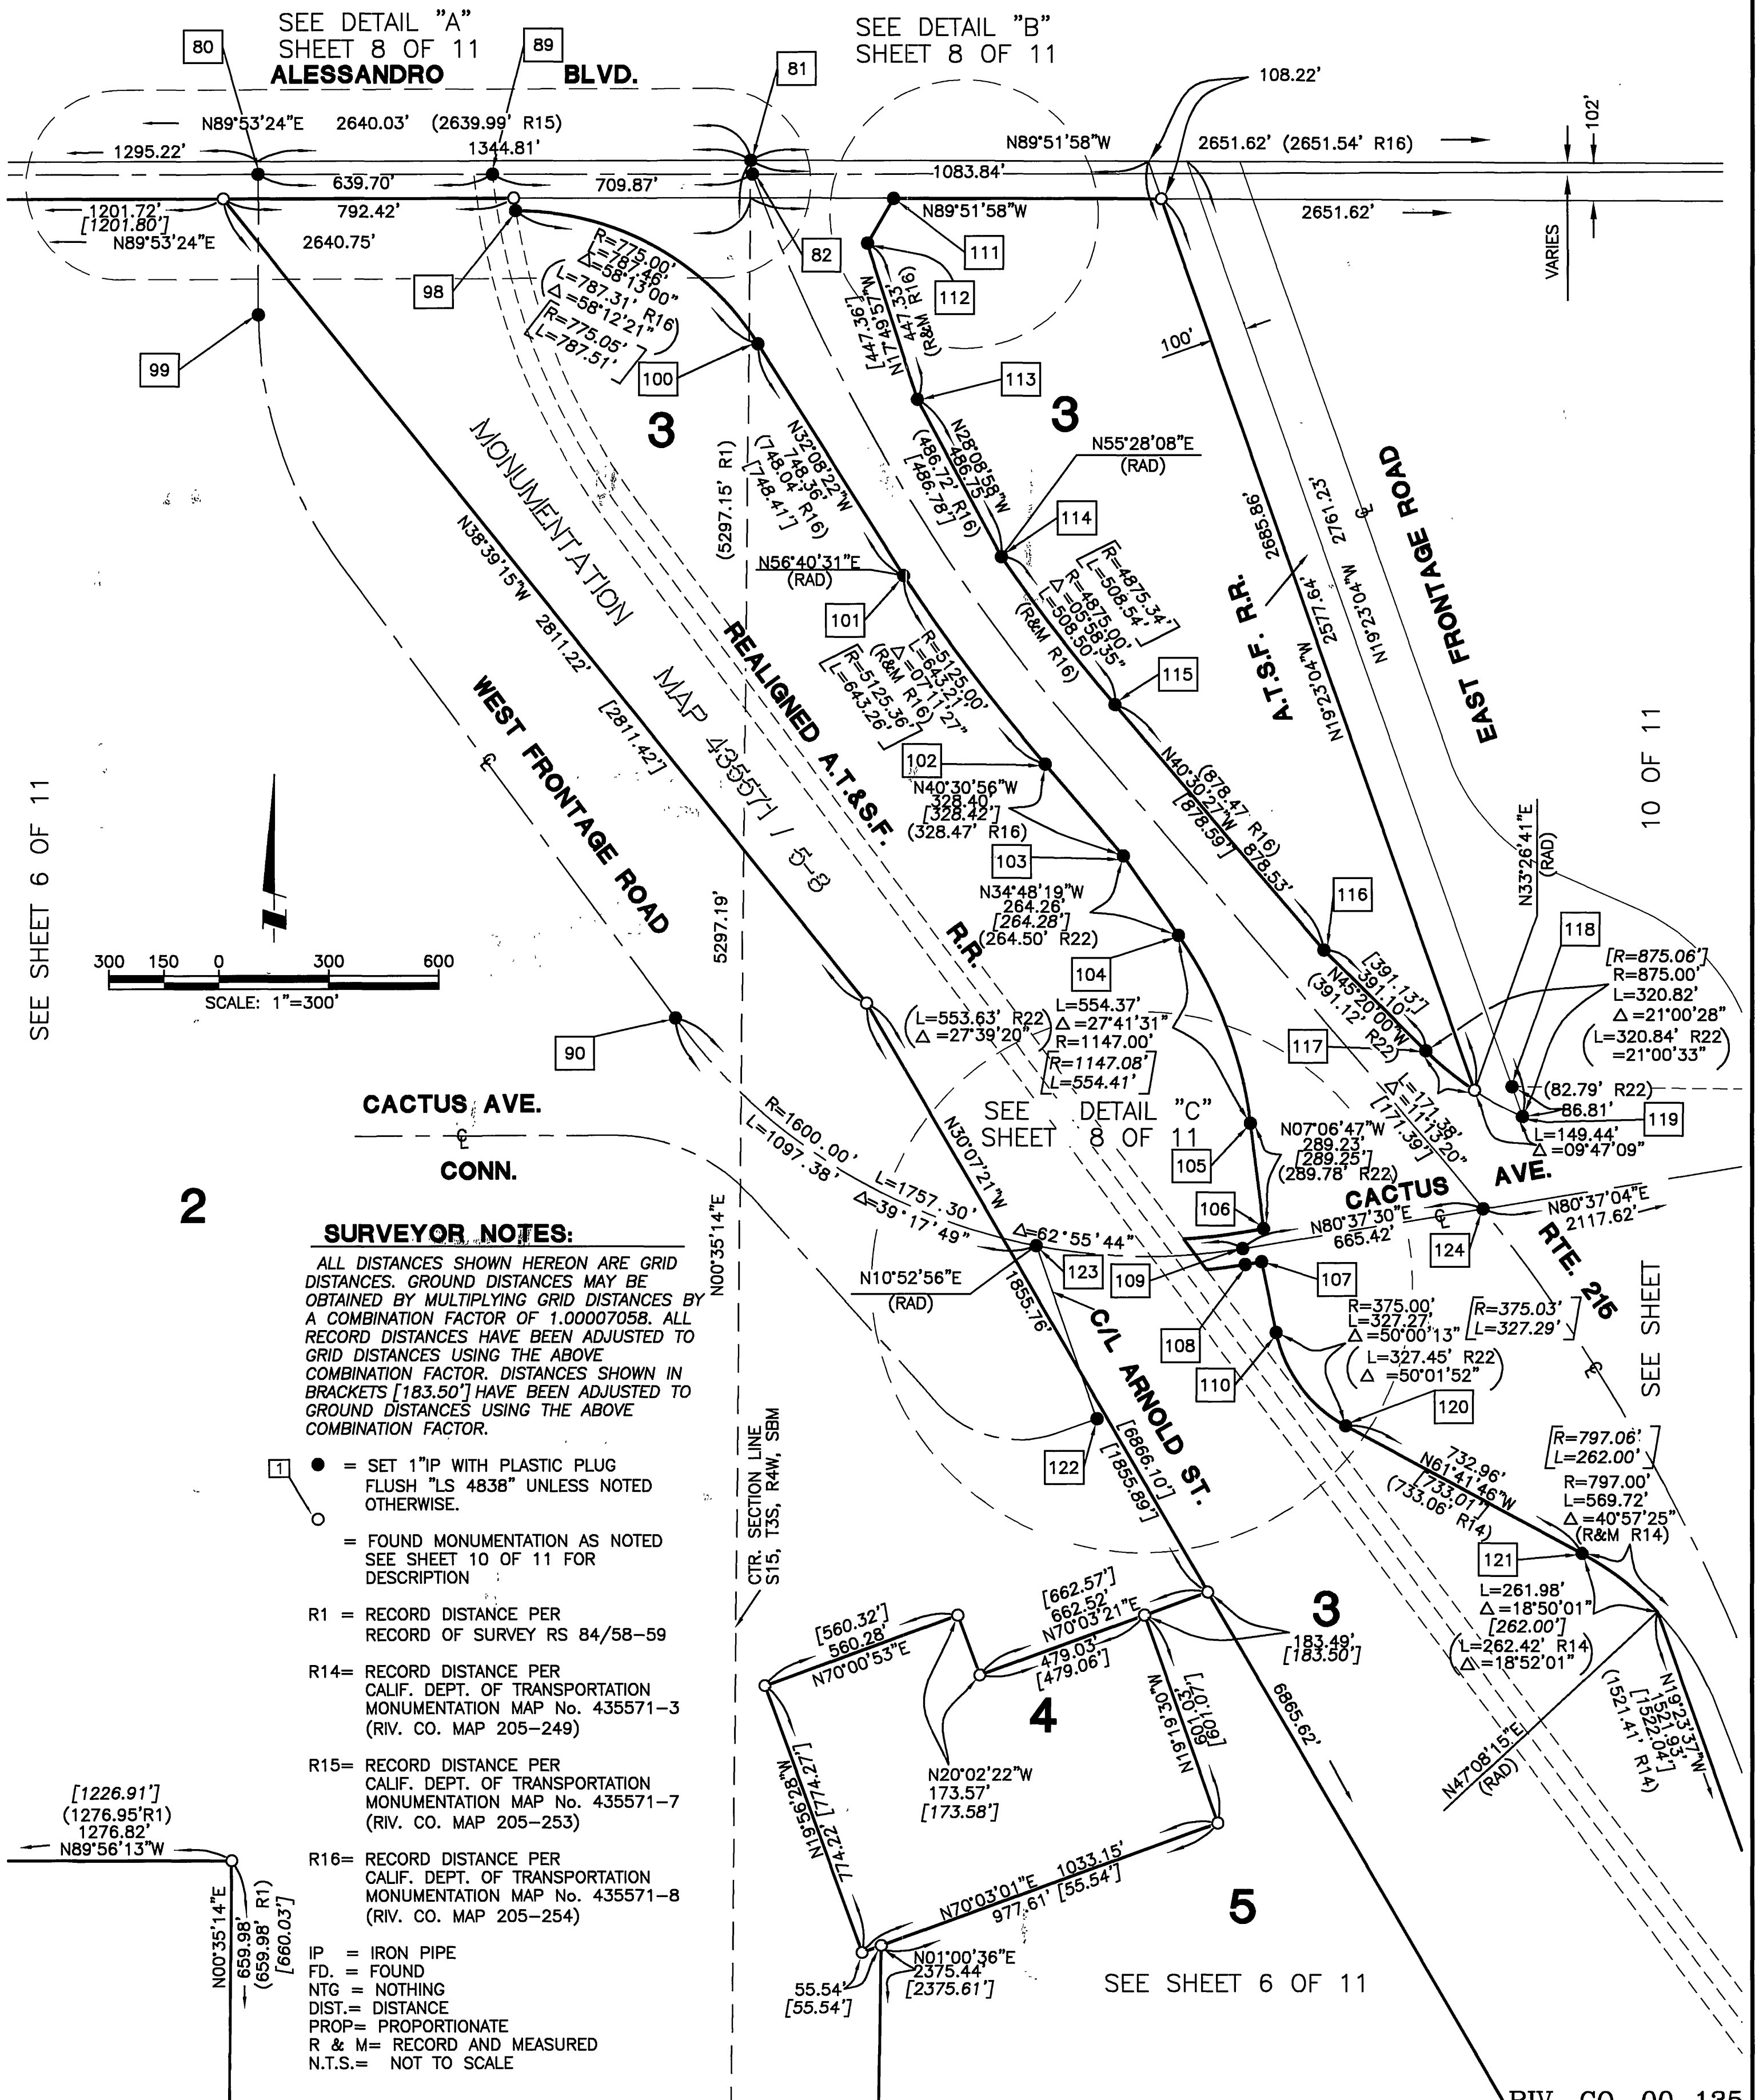 SEE DETAIL "A"
SHEET 8 OF 11
ALESSANDRO BLVD.
SEE DETAIL "B"
SHEET 8 OF 11
80
89
81
108.22'
102'
N89°53'24"E 2640.03' (2639.99' R15)
N89°51'58"W 2651.62' (2651.54' R16)
1295.22'
1344.81'
639.70'
709.87'
1083.84'
1201.72'
[1201.80']
792.42'
N89°51'58"W
2651.62'
N89°53'24"E 2640.75'
VARIES
98
82
111
112
99
R=775.00'
L=787.46'
Δ=58°13'00"
(L=787.31' R16)
(Δ=58°12'21")
[R=775.05'
L=787.51']
100
3
N17°49'57"W
447.33'
(R&M R16)
[447.36']
113
3
100'
MONUMENTATION
MAP 435571 / 5-8
(5297.15' R1)
N32°08'22"W
748.36'
(748.04' R16)
[748.41']
N28°08'58"W
486.75'
(486.72' R16)
[486.78']
N55°28'08"E
(RAD)
114
N56°40'31"E
(RAD)
101
[R=4875.34'
L=508.54']
R=4875.00'
Δ=05°58'35"
L=508.50'
(R&M R16)
115
2685.86'
A.T.S.F. R.R.
N19°23'04"W 2577.64'
N19°23'04"W 2761.23'
EAST FRONTAGE ROAD
N38°39'15"W 2811.22'
[2811.42']
WEST FRONTAGE ROAD
REALIGNED A.T.&S.F.
R.R.
R=5125.00'
L=643.21'
Δ=07°11'27"
(R&M R16)
[R=5125.36'
L=643.26']
102
N40°30'56"W
328.40'
[328.42']
(328.47' R16)
103
N34°48'19"W
264.26'
[264.28']
(264.50' R22)
104
(878.47' R16)
N40°30'27"W 878.53'
[878.59']
116
N33°26'41"E
(RAD)
118
SEE SHEET 6 OF 11
10 OF 11
300 150 0 300 600
SCALE: 1"=300'
5297.19'
[391.13']
391.10'
N45°20'00"W
(391.12' R22)
[R=875.06']
R=875.00'
L=320.82'
Δ=21°00'28"
(L=320.84' R22
=21°00'33")
117
90
(L=553.63' R22
Δ=27°39'20")
L=554.37'
Δ=27°41'31"
R=1147.00'
[R=1147.08'
L=554.41']
(82.79' R22)
86.81'
119
L=149.44'
Δ=09°47'09"
L=171.38'
Δ=11°13'20"
[171.39']
SEE DETAIL "C"
SHEET 8 OF 11
CACTUS AVE.
CONN.
R=1600.00'
L=1097.38'
L=1757.30'
Δ=39°17'49"
Δ=62°55'44"
N30°07'21"W
1855.76'
105
N07°06'47"W
289.23'
[289.25']
(289.78' R22)
106
CACTUS AVE.
N80°37'30"E
665.42'
N80°37'04"E
2117.62'
124
RTE. 215
2
N00°35'14"E
N10°52'56"E
(RAD)
123
109
107
108
C/L ARNOLD ST.
R=375.00'
L=327.27'
Δ=50°00'13"
[R=375.03'
L=327.29']
(L=327.45' R22
Δ=50°01'52")
110
120
SEE SHEET
122
[6866.10']
[1855.89']
732.96'
N61°41'46"W
[733.01']
(733.06' R14)
[R=797.06'
L=262.00']
R=797.00'
L=569.72'
Δ=40°57'25"
(R&M R14)
121
L=261.98'
Δ=18°50'01"
[262.00']
(L=262.42' R14
Δ=18°52'01")
SURVEYOR NOTES:
ALL DISTANCES SHOWN HEREON ARE GRID
DISTANCES. GROUND DISTANCES MAY BE
OBTAINED BY MULTIPLYING GRID DISTANCES BY
A COMBINATION FACTOR OF 1.00007058. ALL
RECORD DISTANCES HAVE BEEN ADJUSTED TO
GRID DISTANCES USING THE ABOVE
COMBINATION FACTOR. DISTANCES SHOWN IN
BRACKETS [183.50'] HAVE BEEN ADJUSTED TO
GROUND DISTANCES USING THE ABOVE
COMBINATION FACTOR.
1
= SET 1"IP WITH PLASTIC PLUG
FLUSH "LS 4838" UNLESS NOTED
OTHERWISE.
= FOUND MONUMENTATION AS NOTED
SEE SHEET 10 OF 11 FOR
DESCRIPTION
R1 = RECORD DISTANCE PER
RECORD OF SURVEY RS 84/58-59
R14= RECORD DISTANCE PER
CALIF. DEPT. OF TRANSPORTATION
MONUMENTATION MAP No. 435571-3
(RIV. CO. MAP 205-249)
R15= RECORD DISTANCE PER
CALIF. DEPT. OF TRANSPORTATION
MONUMENTATION MAP No. 435571-7
(RIV. CO. MAP 205-253)
R16= RECORD DISTANCE PER
CALIF. DEPT. OF TRANSPORTATION
MONUMENTATION MAP No. 435571-8
(RIV. CO. MAP 205-254)
IP = IRON PIPE
FD. = FOUND
NTG = NOTHING
DIST.= DISTANCE
PROP= PROPORTIONATE
R & M= RECORD AND MEASURED
N.T.S.= NOT TO SCALE
CTR. SECTION LINE
S15, T3S, R4W, SBM
[560.32']
560.28'
N70°00'53"E
[662.57']
662.52'
N70°03'21"E
479.03'
[479.06']
3
183.49'
[183.50']
4
N19°19'30"W
601.03'
[601.07']
6865.62'
N20°02'22"W
173.57'
[173.58']
N19°56'28"W
774.22' [774.27']
N70°03'01"E 1033.15'
977.61' [55.54']
55.54'
[55.54']
N01°00'36"E
2375.44'
[2375.61']
5
SEE SHEET 6 OF 11
N47°08'15"E
(RAD)
N19°23'37"W
1521.93'
[1522.04']
(1521.41' R14)
[1226.91']
(1276.95'R1)
1276.82'
N89°56'13"W
N00°35'14"E
659.98'
(659.98' R1)
[660.03']
RIV. CO. 00-135